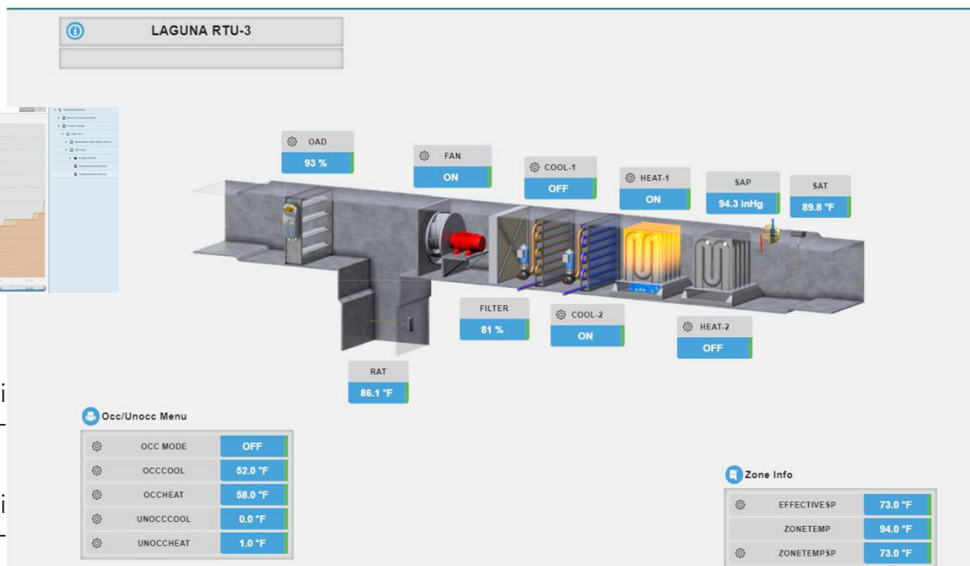 LAGUNA RTU-3
OAD
93 %
FAN
ON
COOL-1
OFF
HEAT-1
ON
SAP
94.3 inHg
SAT
89.8 °F
FILTER
81 %
COOL-2
ON
HEAT-2
OFF
RAT
86.1 °F
Occ/Unocc Menu
OCC MODE OFF
OCCCOOL 52.0 °F
OCCHEAT 58.0 °F
UNOCCCOOL 0.0 °F
UNOCCHEAT 1.0 °F
Zone Info
EFFECTIVESP 73.0 °F
ZONETEMP 94.0 °F
ZONETEMPSP 73.0 °F
i
i